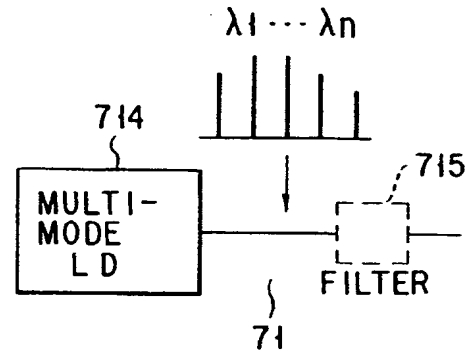 λ1 ---- λn
714
715
MULTI-
MODE
LD
FILTER
71